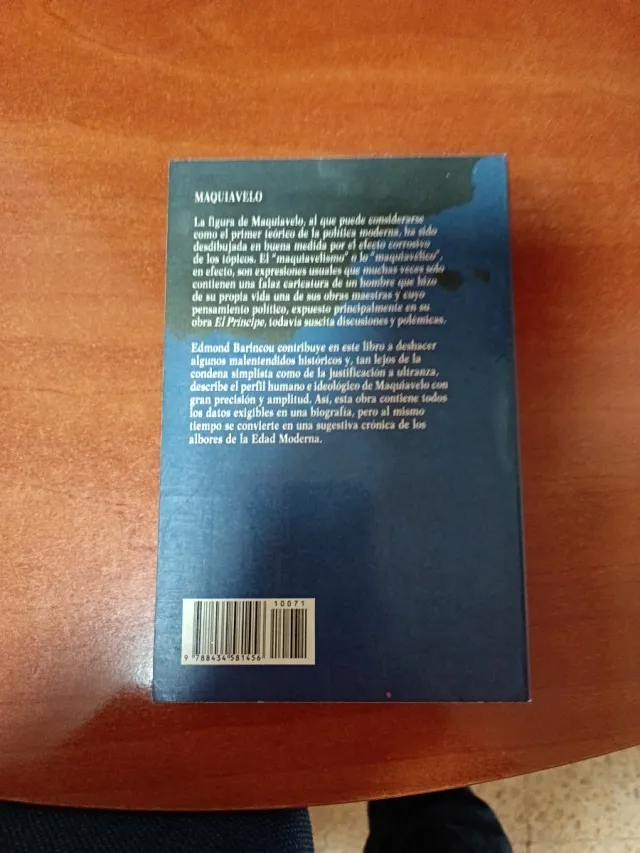 MAQUIAVELO
La figura de Maquiavelo, al que puede considerarse
como el primer teórico de la política moderna, ha sido
desdibujada en buena medida por el efecto corrosivo
de los tópicos. El "maquiavelismo" o lo "maquiavélico",
en efecto, son expresiones usuales que muchas veces sólo
contienen una falaz caricatura de un hombre que hizo
de su propia vida una de sus obras maestras y cuyo
pensamiento político, expuesto principalmente en su
obra El Príncipe, todavía suscita discusiones y polémicas.
Edmond Barincou contribuye en este libro a deshacer
algunos malentendidos históricos y, tan lejos de la
condena simplista como de la justificación a ultranza,
describe el perfil humano e ideológico de Maquiavelo con
gran precisión y amplitud. Así, esta obra contiene todos
los datos exigibles en una biografía, pero al mismo
tiempo se convierte en una sugestiva crónica de los
albores de la Edad Moderna.
10071
9 788434 581456